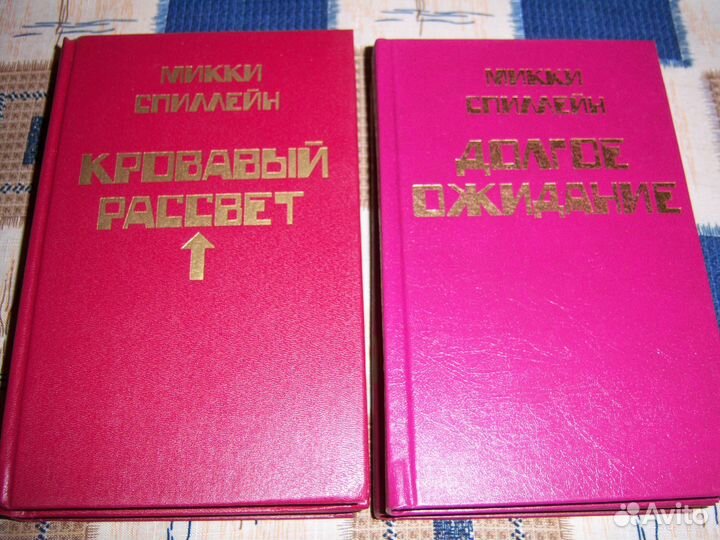 МИККИ
СПИЛЛЕЙН
КРОВАВЫЙ
РАССВЕТ
МИККИ
СПИЛЛЕЙН
ДОЛГОЕ
ОЖИДАНИЕ
Avito